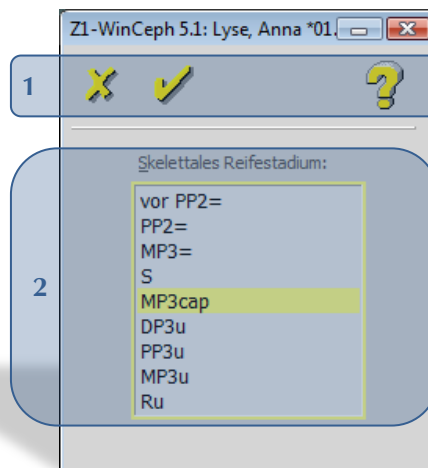 Z1-WinCeph 5.1: Lyse, Anna *01.
1
?
Skelettales Reifestadium:
2
vor PP2=
PP2=
MP3=
S
MP3cap
DP3u
PP3u
MP3u
Ru